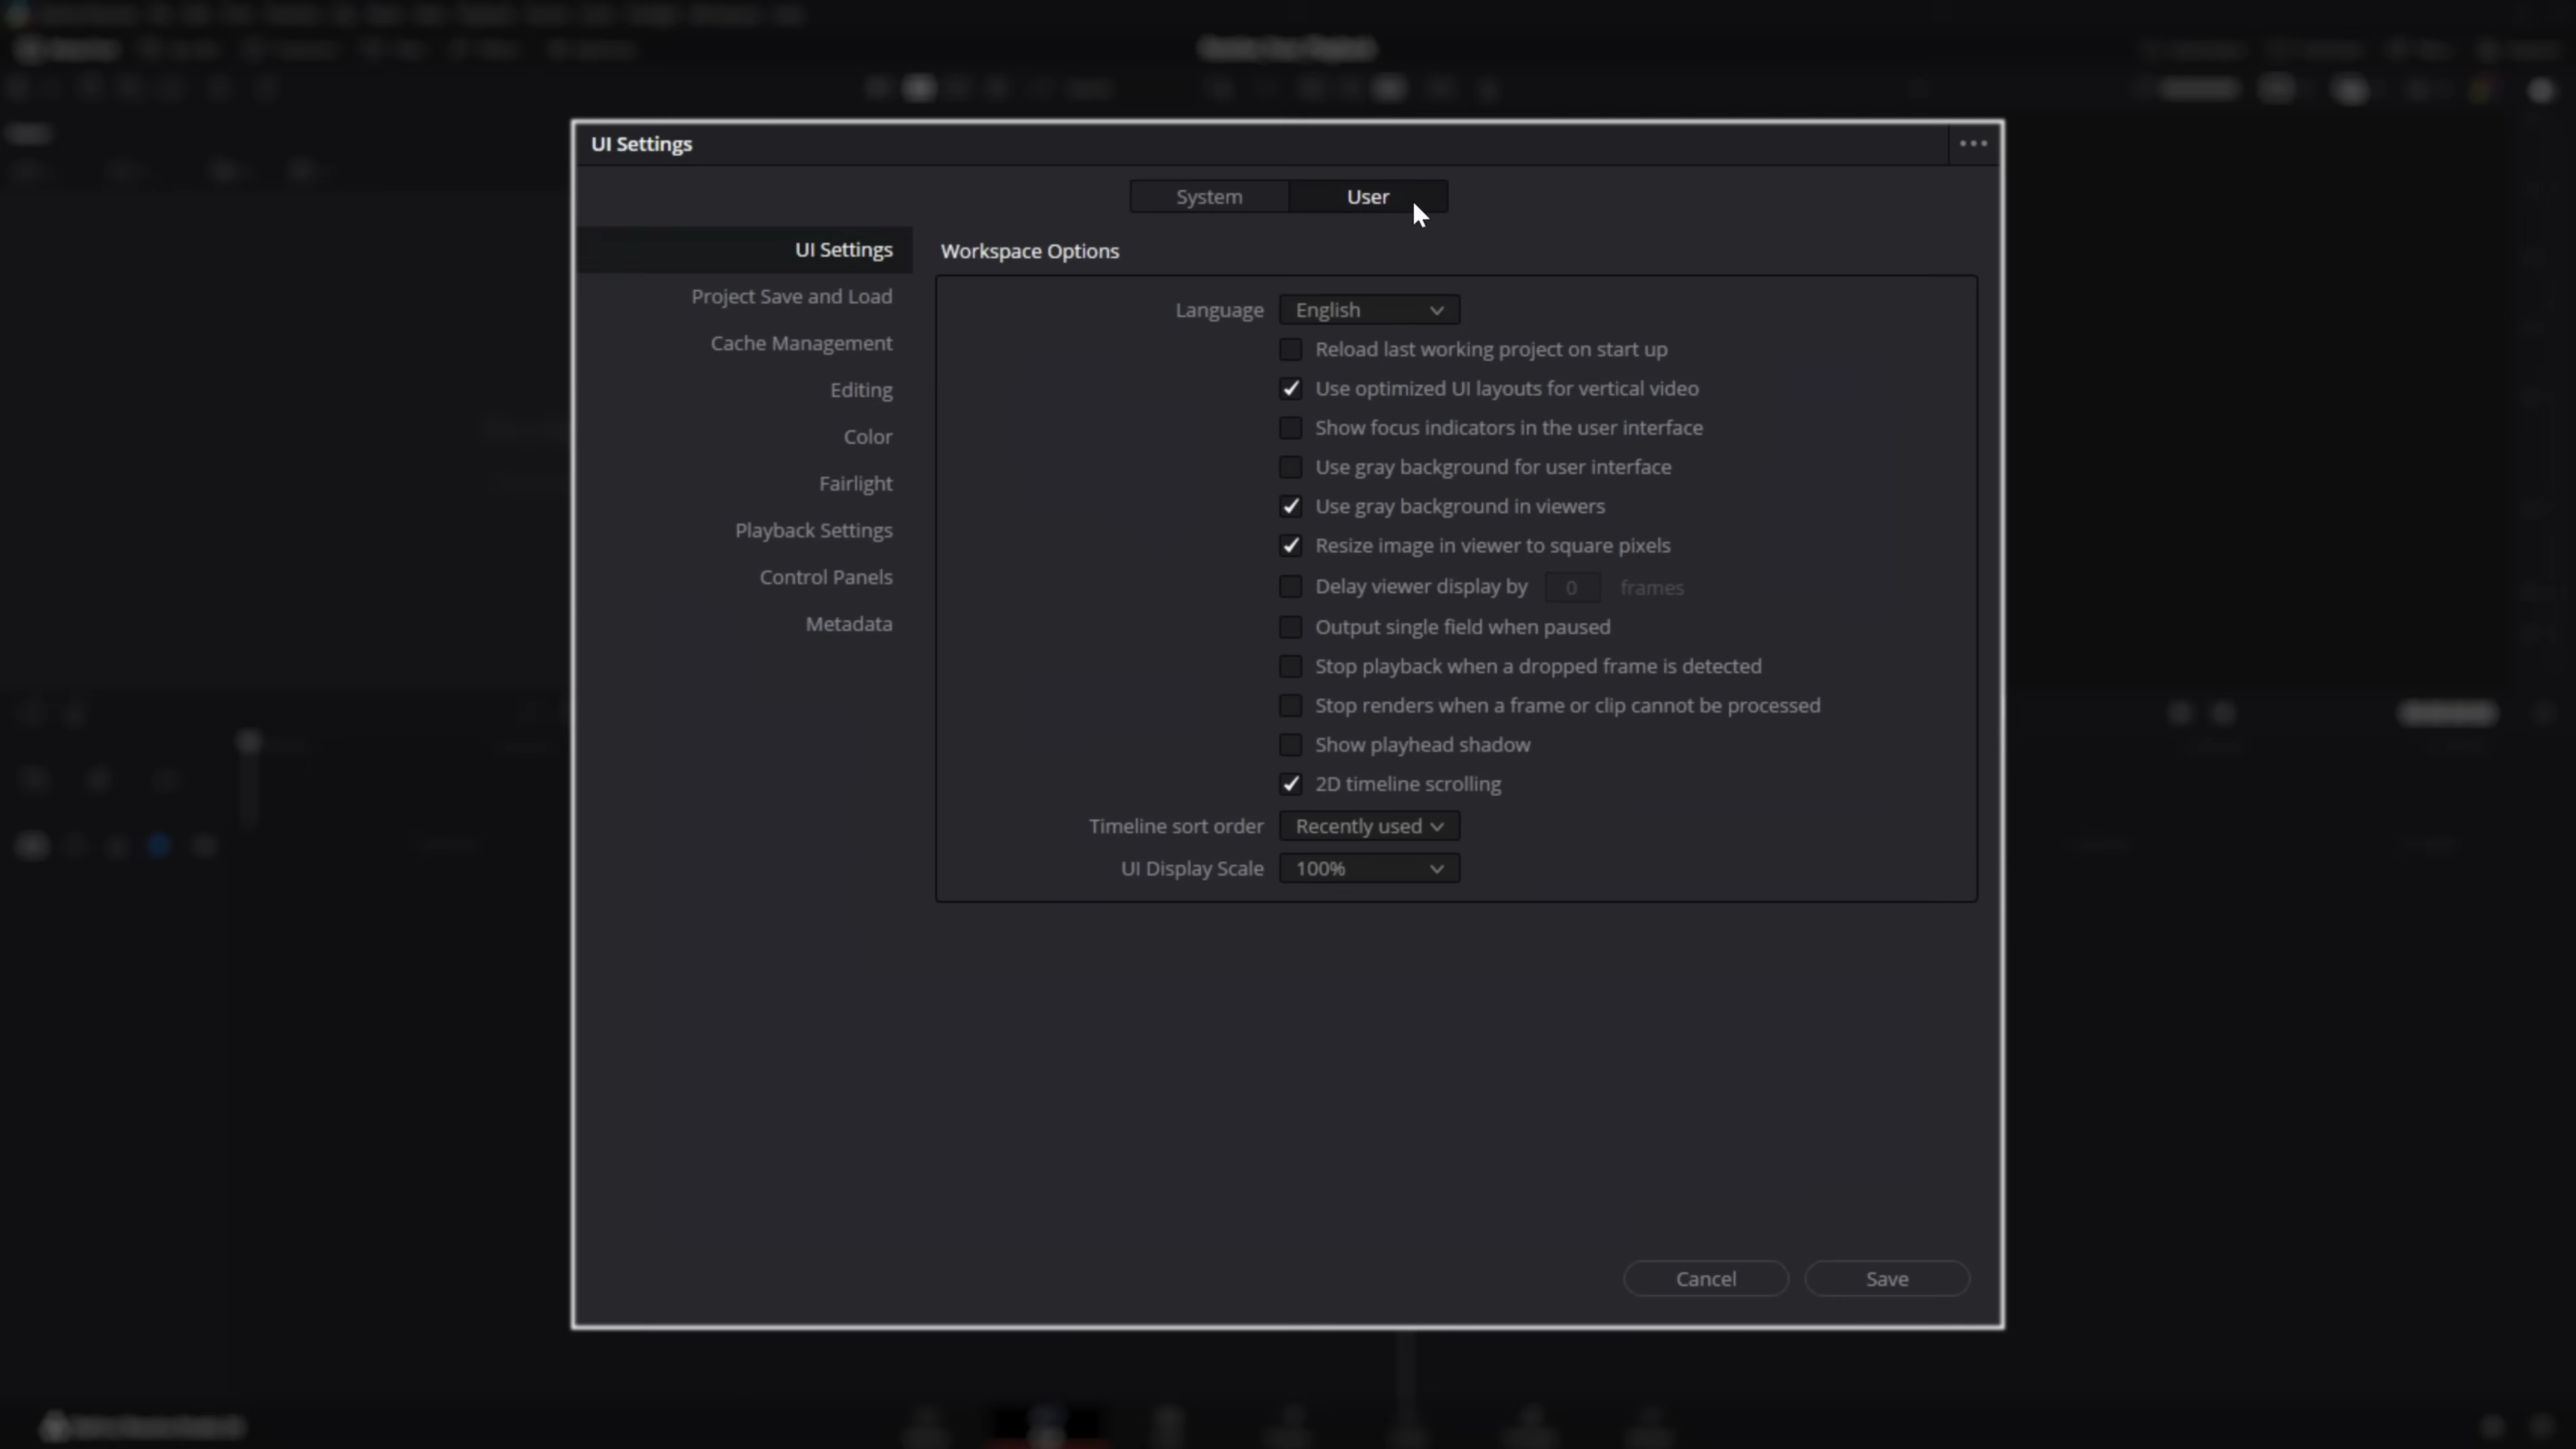 UI Settings
System
User
UI Settings
Project Save and Load
Cache Management
Editing
Color
Fairlight
Playback Settings
Control Panels
Metadata
Workspace Options
Language English
Reload last working project on start up
Use optimized UI layouts for vertical video
Show focus indicators in the user interface
Use gray background for user interface
Use gray background in viewers
Resize image in viewer to square pixels
Delay viewer display by 0 frames
Output single field when paused
Stop playback when a dropped frame is detected
Stop renders when a frame or clip cannot be processed
Show playhead shadow
2D timeline scrolling
Timeline sort order Recently used
UI Display Scale 100%
Cancel
Save